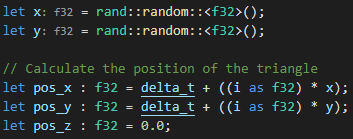 let x: f32 = rand::random::<f32>();
let y: f32 = rand::random::<f32>();
// Calculate the position of the triangle
let pos_x : f32 = delta_t + ((i as f32) * x);
let pos_y : f32 = delta_t + ((i as f32) * y);
let pos_z : f32 = 0.0;